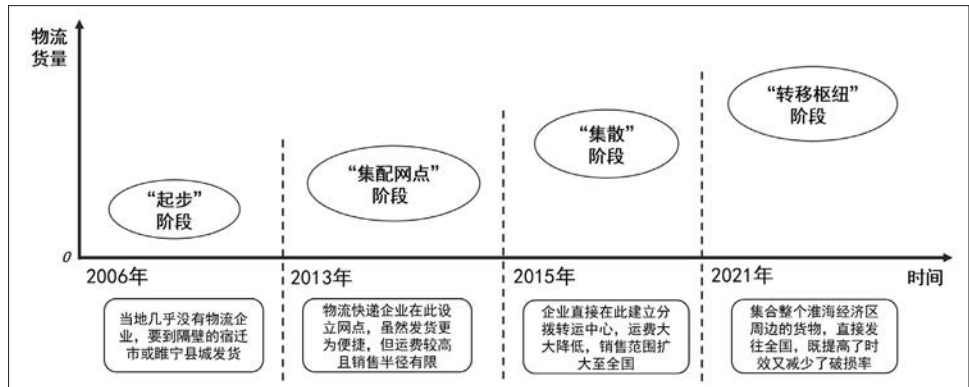 物流
货量
“起步”
阶段
“集配网点”
阶段
“集散”
阶段
“转移枢纽”
阶段
0
2006年
2013年
2015年
2021年
时间
当地几乎没有物流企
业，要到隔壁的宿迁
市或睢宁县城发货
物流快递企业在此设
立网点，虽然发货更
为便捷，但运费较高
且销售半径有限
企业直接在此建立分
拨转运中心，运费大
大降低，销售范围扩
大至全国
集合整个淮海经济区
周边的货物，直接发
往全国，既提高了时
效又减少了破损率